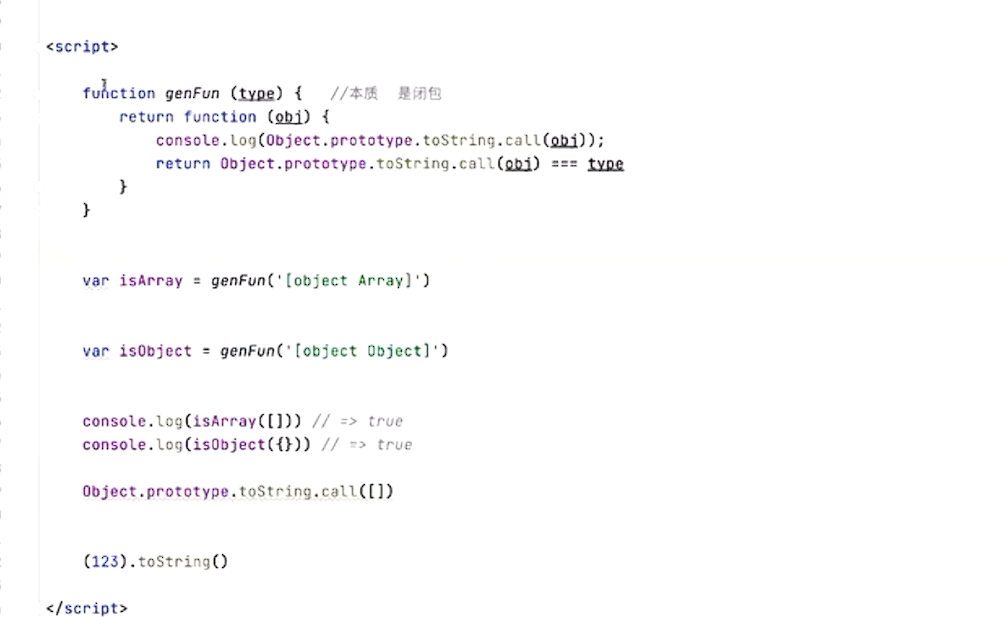 <script>
function genFun (type) { //本质 是闭包
return function (obj) {
console.log(Object.prototype.toString.call(obj));
return Object.prototype.toString.call(obj) === type
}
}
var isArray = genFun('[object Array]')
var isObject = genFun('[object Object]')
console.log(isArray([])) // => true
console.log(isObject({})) // => true
Object.prototype.toString.call([])
(123).toString()
</script>